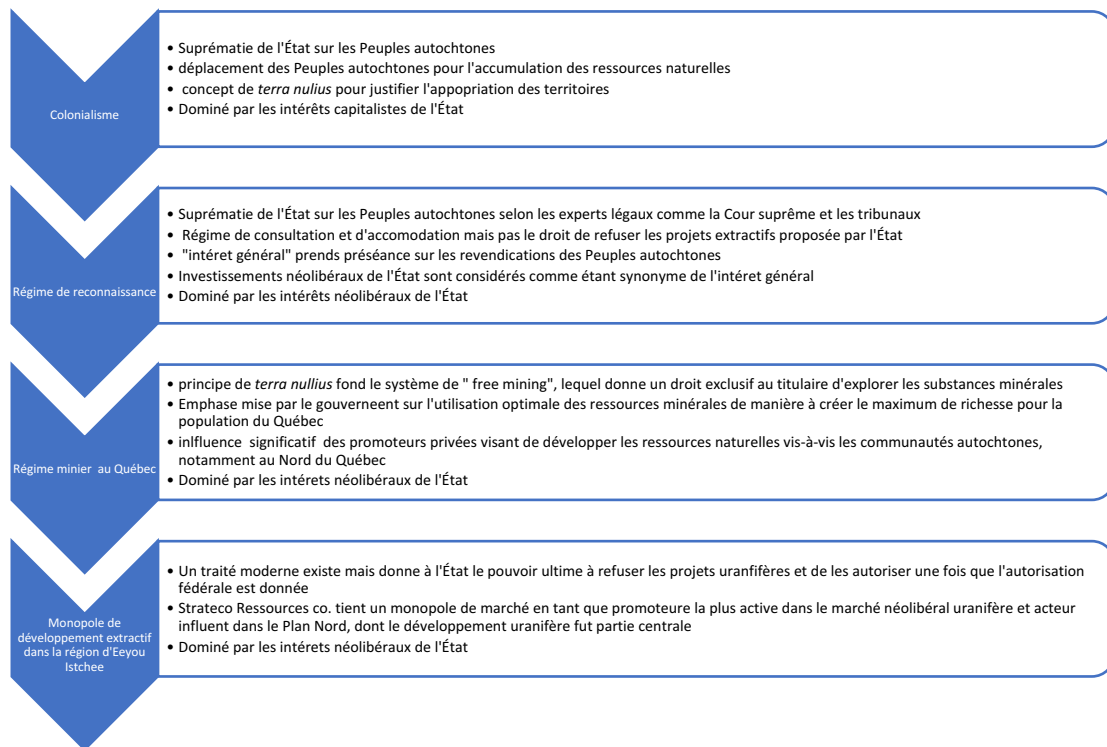 Colonialisme
• Suprématie de l'État sur les Peuples autochtones
• déplacement des Peuples autochtones pour l'accumulation des ressources naturelles
• concept de terra nulius pour justifier l'appopriation des territoires
• Dominé par les intérêts capitalistes de l'État
Régime de reconnaissance
• Suprématie de l'État sur les Peuples autochtones selon les experts légaux comme la Cour suprême et les tribunaux
• Régime de consultation et d'accomodation mais pas le droit de refuser les projets extractifs proposée par l'État
• "intéret général" prends préséance sur les revendications des Peuples autochtones
• Investissements néolibéraux de l'État sont considérés comme étant synonyme de l'intéret général
• Dominé par les intérêts néolibéraux de l'État
Régime minier au Québec
• principe de terra nullius fond le système de " free mining", lequel donne un droit exclusif au titulaire d'explorer les substances minérales
• Emphase mise par le gouverneent sur l'utilisation optimale des ressources minérales de manière à créer le maximum de richesse pour la
population du Québec
• inlfluence significatif des promoteurs privées visant de développer les ressources naturelles vis-à-vis les communautés autochtones,
notamment au Nord du Québec
• Dominé par les intérets néolibéraux de l'État
Monopole de
développement extractif
dans la région d'Eeyou
Istchee
• Un traité moderne existe mais donne à l'État le pouvoir ultime à refuser les projets uranfifères et de les autoriser une fois que l'autorisation
fédérale est donnée
• Strateco Ressources co. tient un monopole de marché en tant que promoteure la plus active dans le marché néolibéral uranifère et acteur
influent dans le Plan Nord, dont le développement uranifère fut partie centrale
• Dominé par les intérets néolibéraux de l'État